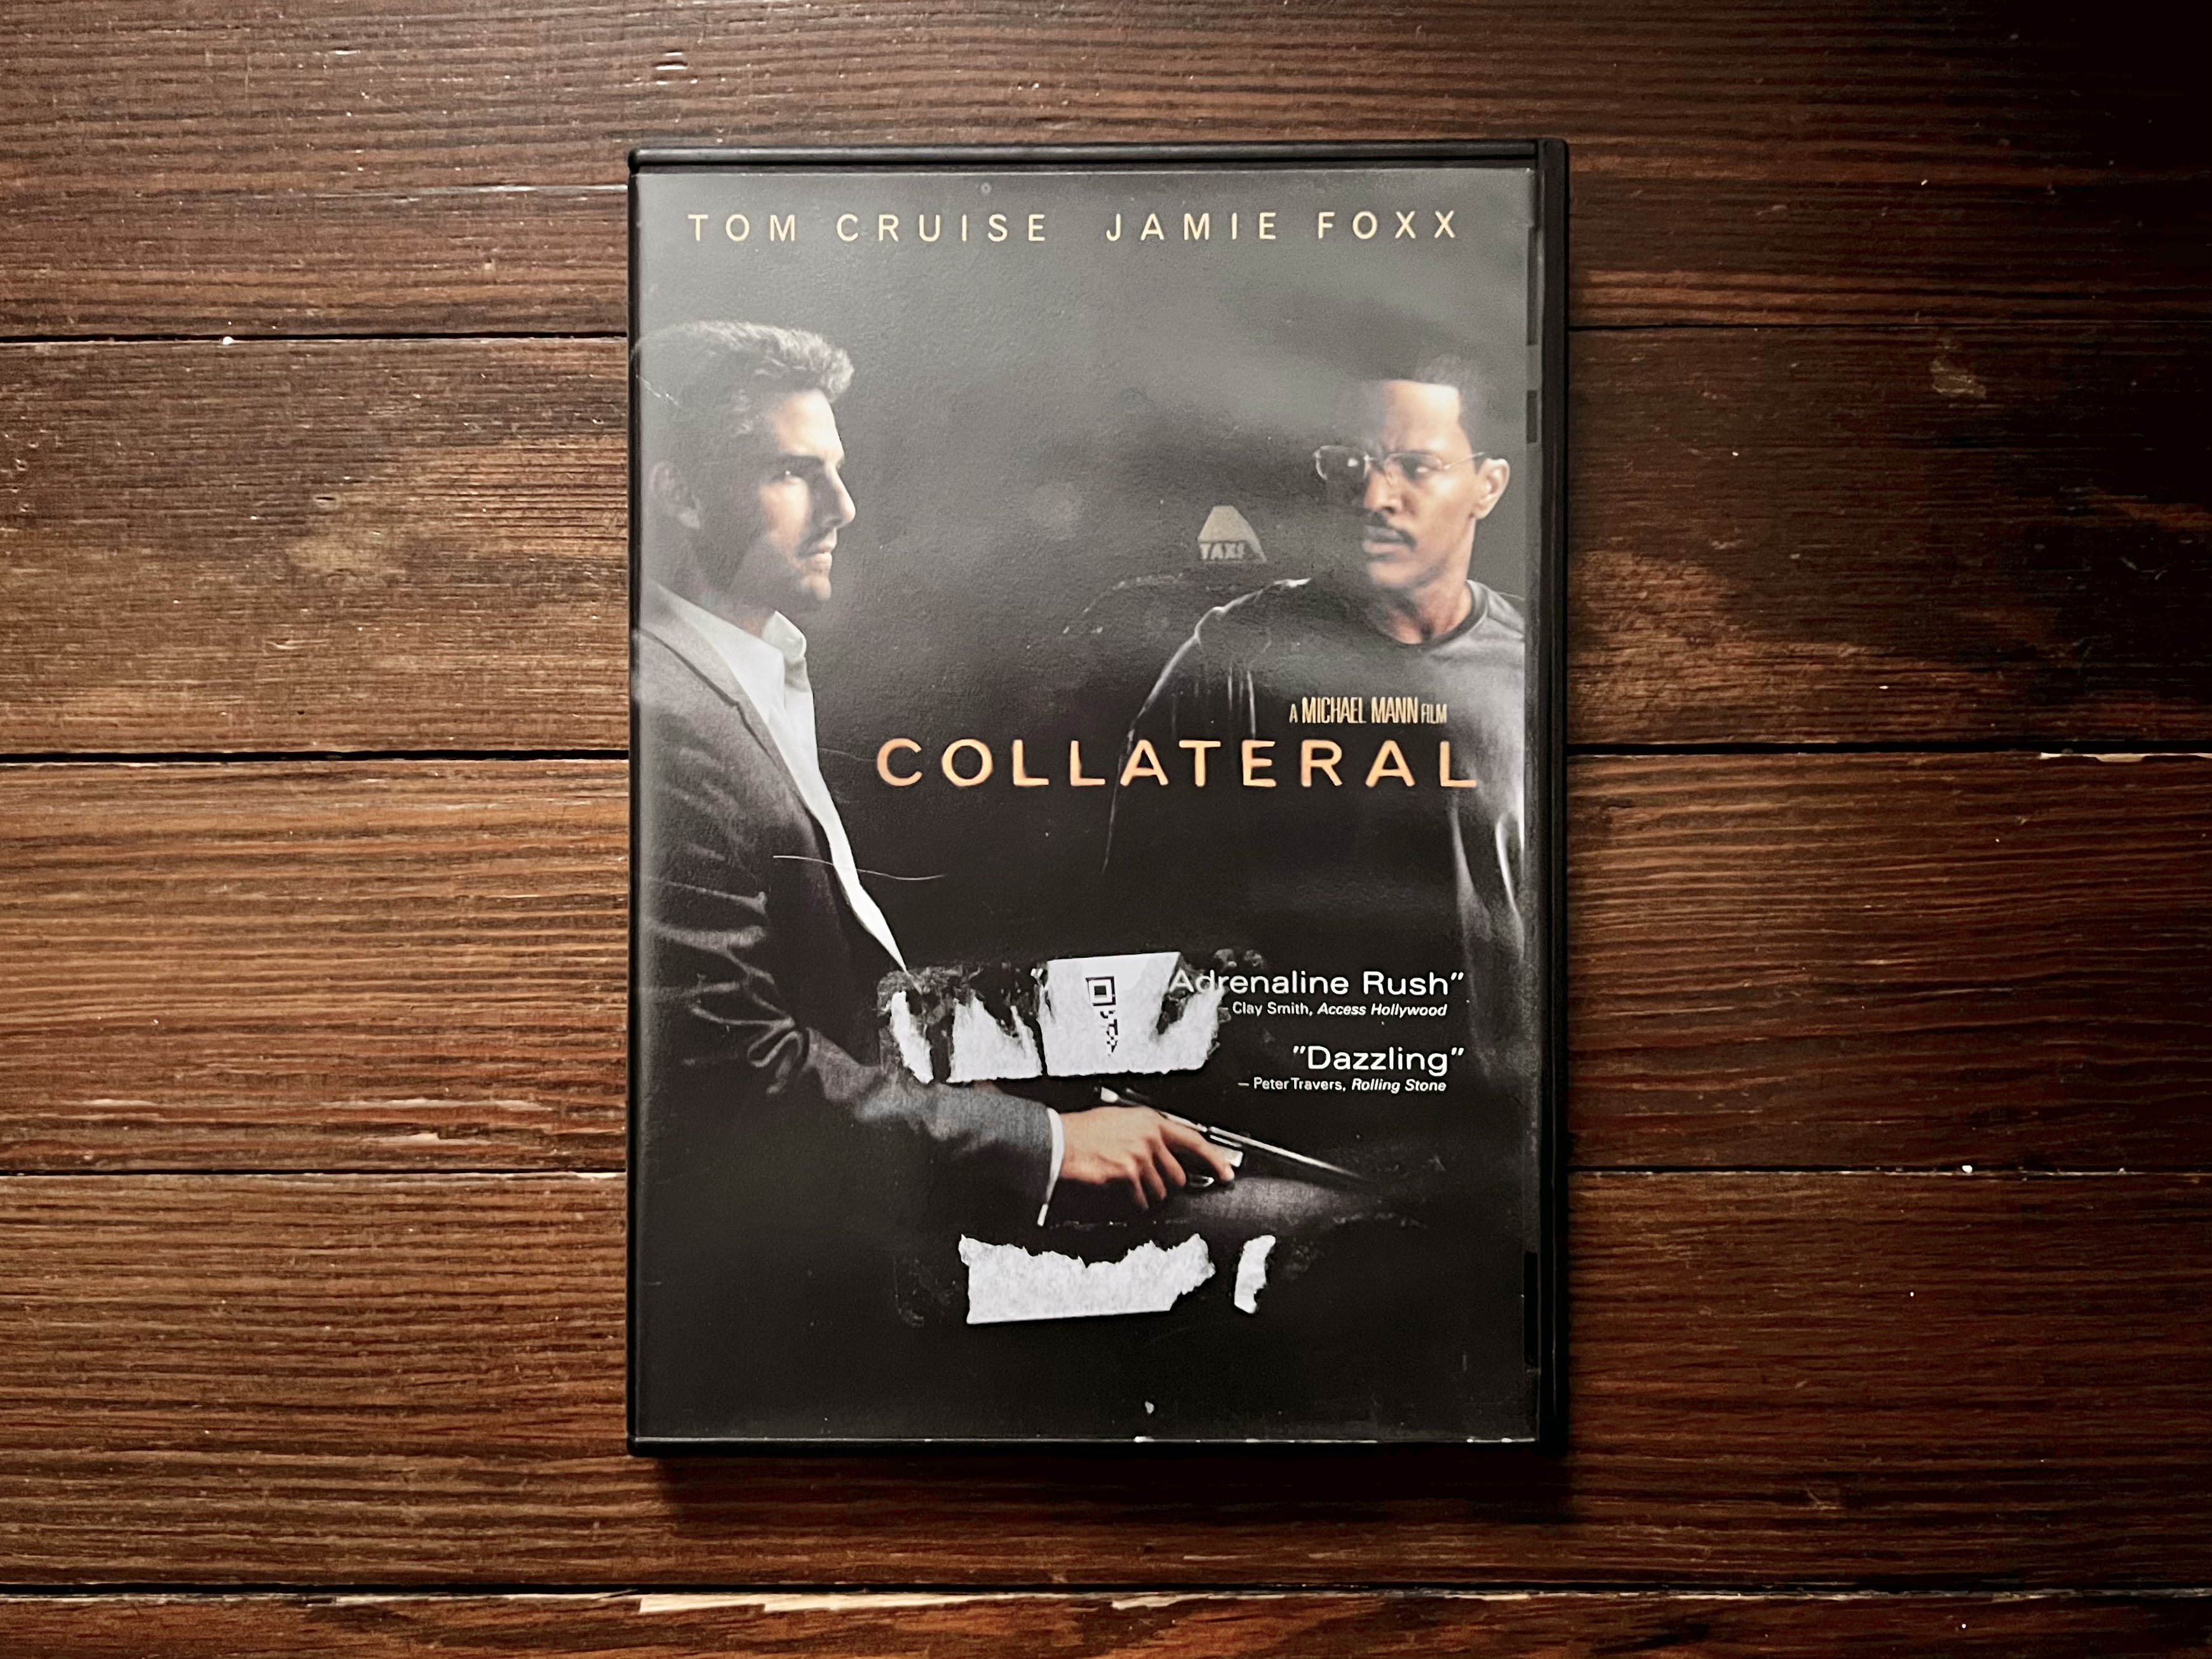 TOM CRUISE JAMIE FOXX
TAXI
A MICHAEL MANN FILM
COLLATERAL
Adrenaline Rush"
Clay Smith, Access Hollywood
"Dazzling"
— Peter Travers, Rolling Stone